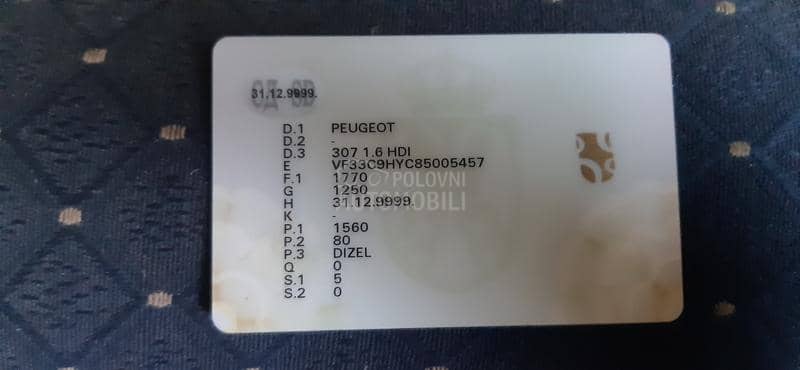 31.12.9999.
D.1 PEUGEOT
D.2 -
D.3 307 1.6 HDI
E VF33C9HYC85005457
F.1 1770
G 1250
H 31.12.9999.
K -
P.1 1560
P.2 80
P.3 DIZEL
Q 0
S.1 5
S.2 0
POLOVNI
AUTOMOBILI